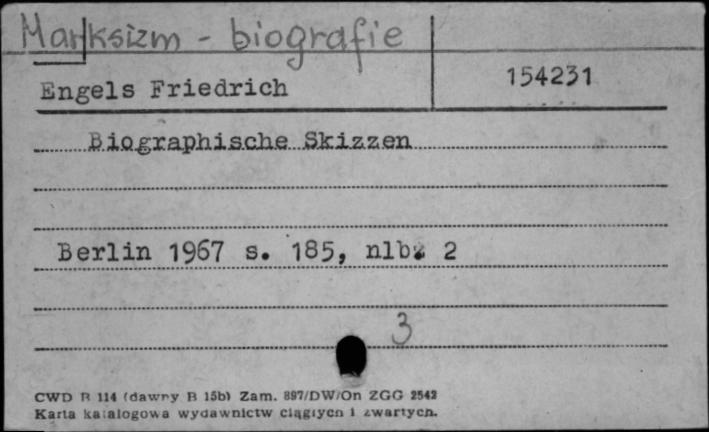 Marksizm - biografie
Engels Friedrich
154231
Biographische Skizzen
Berlin 1967 s. 185, nlb. 2
3
CWD B 114 (dawny B 15b) Zam. 897/DW/On ZGG 2542
Karta katalogowa wydawnictw ciągłych i zwartych.